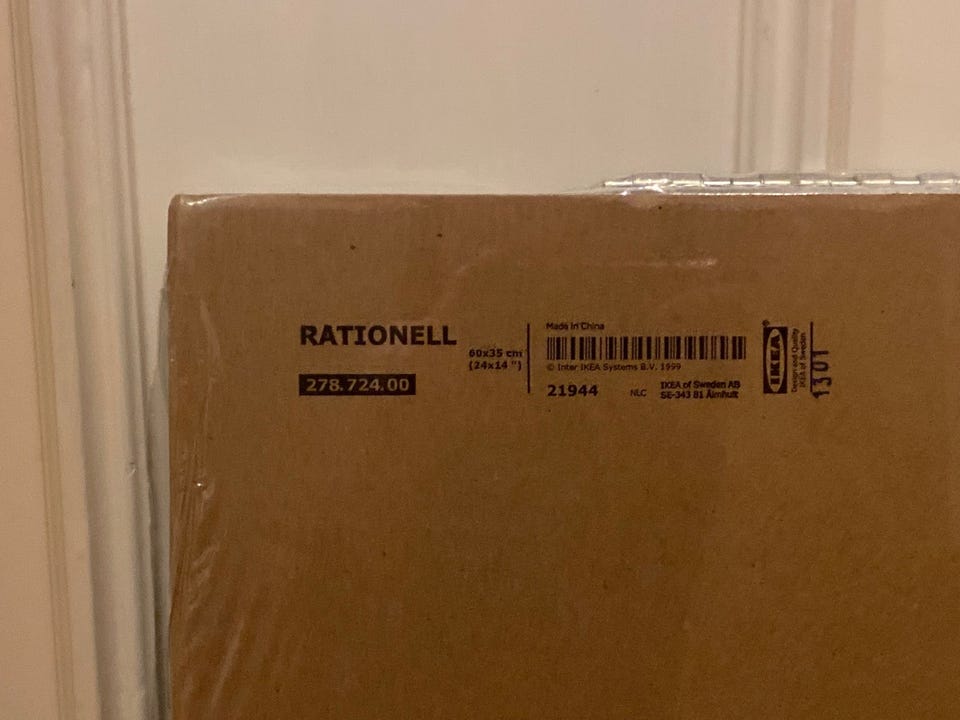 RATIONELL
278.724.00
60x35 cm
(24x14 ")
Made in China
© Inter IKEA Systems B.V. 1999
21944
NLC
IKEA of Sweden AB
SE-343 81 Älmhult
IKEA®
Design and Quality
IKEA of Sweden
1301